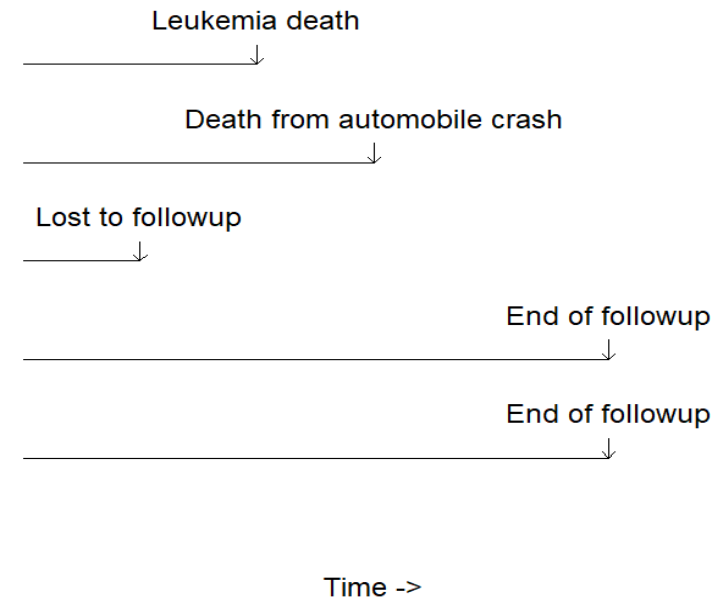 Leukemia death
Death from automobile crash
Lost to followup
End of followup
End of followup
Time ->